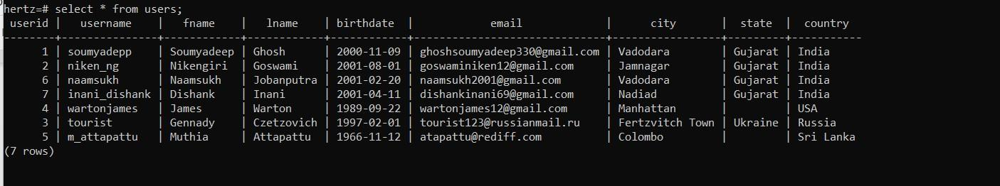 hertz=# select * from users;
 userid |   username    |   fname   |   lname    | birthdate  |            email             |      city       |  state  |  country
--------+---------------+-----------+------------+------------+------------------------------+-----------------+---------+-----------
      1 | soumyadepp    | Soumyadeep | Ghosh      | 2000-11-09 | ghoshsoumyadeep330@gmail.com | Vadodara        | Gujarat | India
      2 | niken_ng      | Nikengiri | Goswami    | 2001-08-01 | goswaminiken12@gmail.com     | Jamnagar        | Gujarat | India
      6 | naamsukh      | Naamsukh  | Jobanputra | 2001-02-20 | naamsukh2001@gmail.com       | Vadodara        | Gujarat | India
      7 | inani_dishank | Dishank   | Inani      | 2001-04-11 | dishankinani69@gmail.com     | Nadiad          | Gujarat | India
      4 | wartonjames   | James     | Warton     | 1989-09-22 | wartonjames12@gmail.com      | Manhattan       |         | USA
      3 | tourist       | Gennady   | Czetzovich | 1997-02-01 | tourist123@russianmail.ru    | Fertzvitch Town | Ukraine | Russia
      5 | m_attapattu   | Muthia    | Attapattu  | 1966-11-12 | atapattu@rediff.com          | Colombo         |         | Sri Lanka
(7 rows)